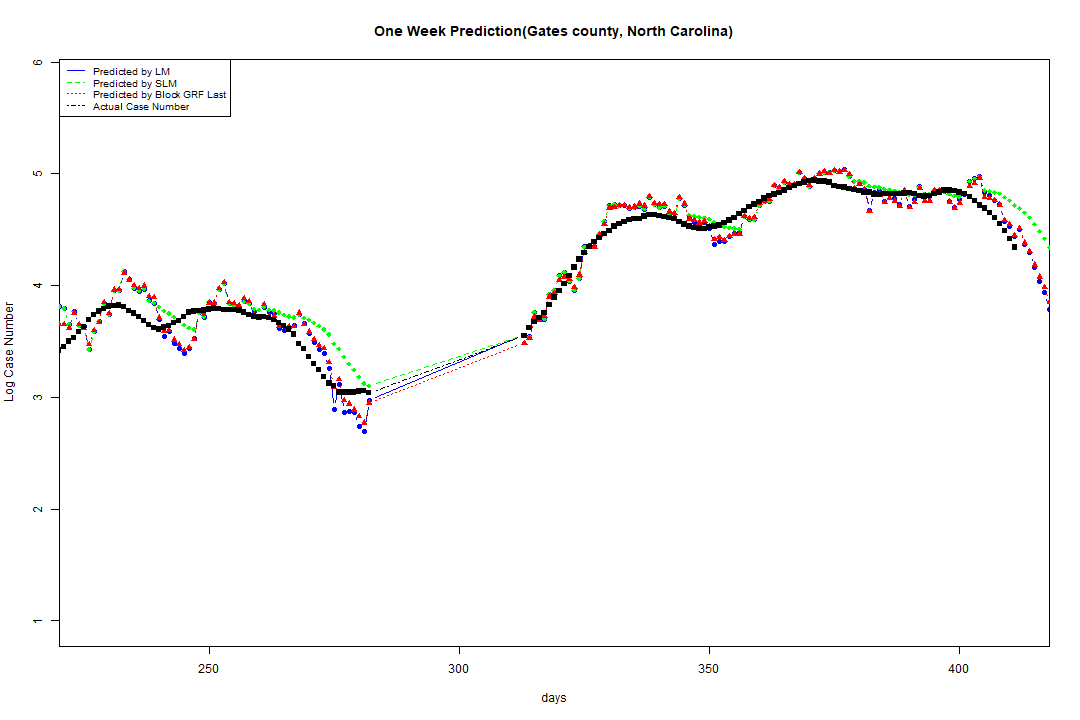 One Week Prediction(Gates county, North Carolina)
Predicted by LM
Predicted by SLM
Predicted by Block GRF Last
Actual Case Number
Log Case Number
6
5
4
3
2
1
250 300 350 400
days